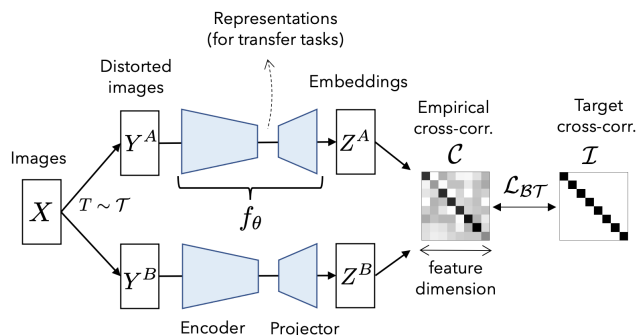 Representations
(for transfer tasks)
Distorted
images
Embeddings
Empirical
cross-corr.
Target
cross-corr.
Images
Y^A
Z^A
C
I
X
T ~ T
f_θ
L_BT
Y^B
Z^B
feature
dimension
Encoder
Projector